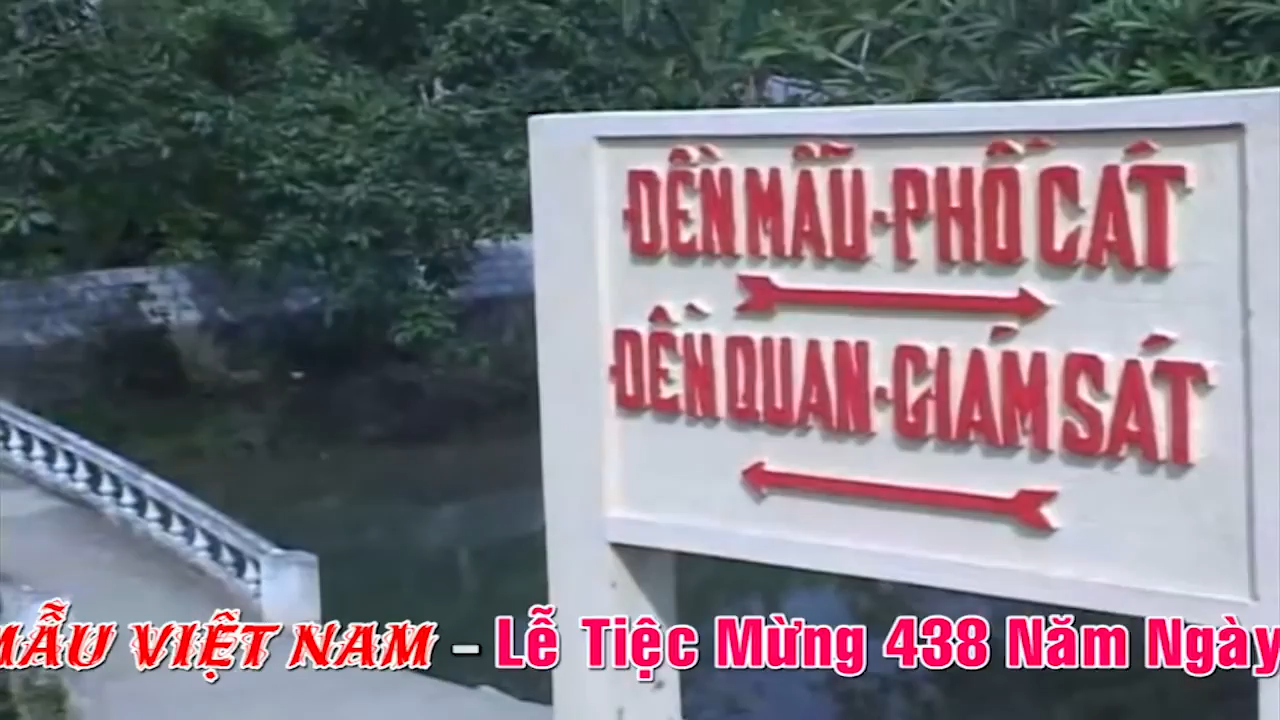 ĐỀN MẪU-PHỐ CÁT
ĐỀN QUAN-GIÁM SÁT
MẪU VIỆT NAM – Lễ Tiệc Mừng 438 Năm Ngày